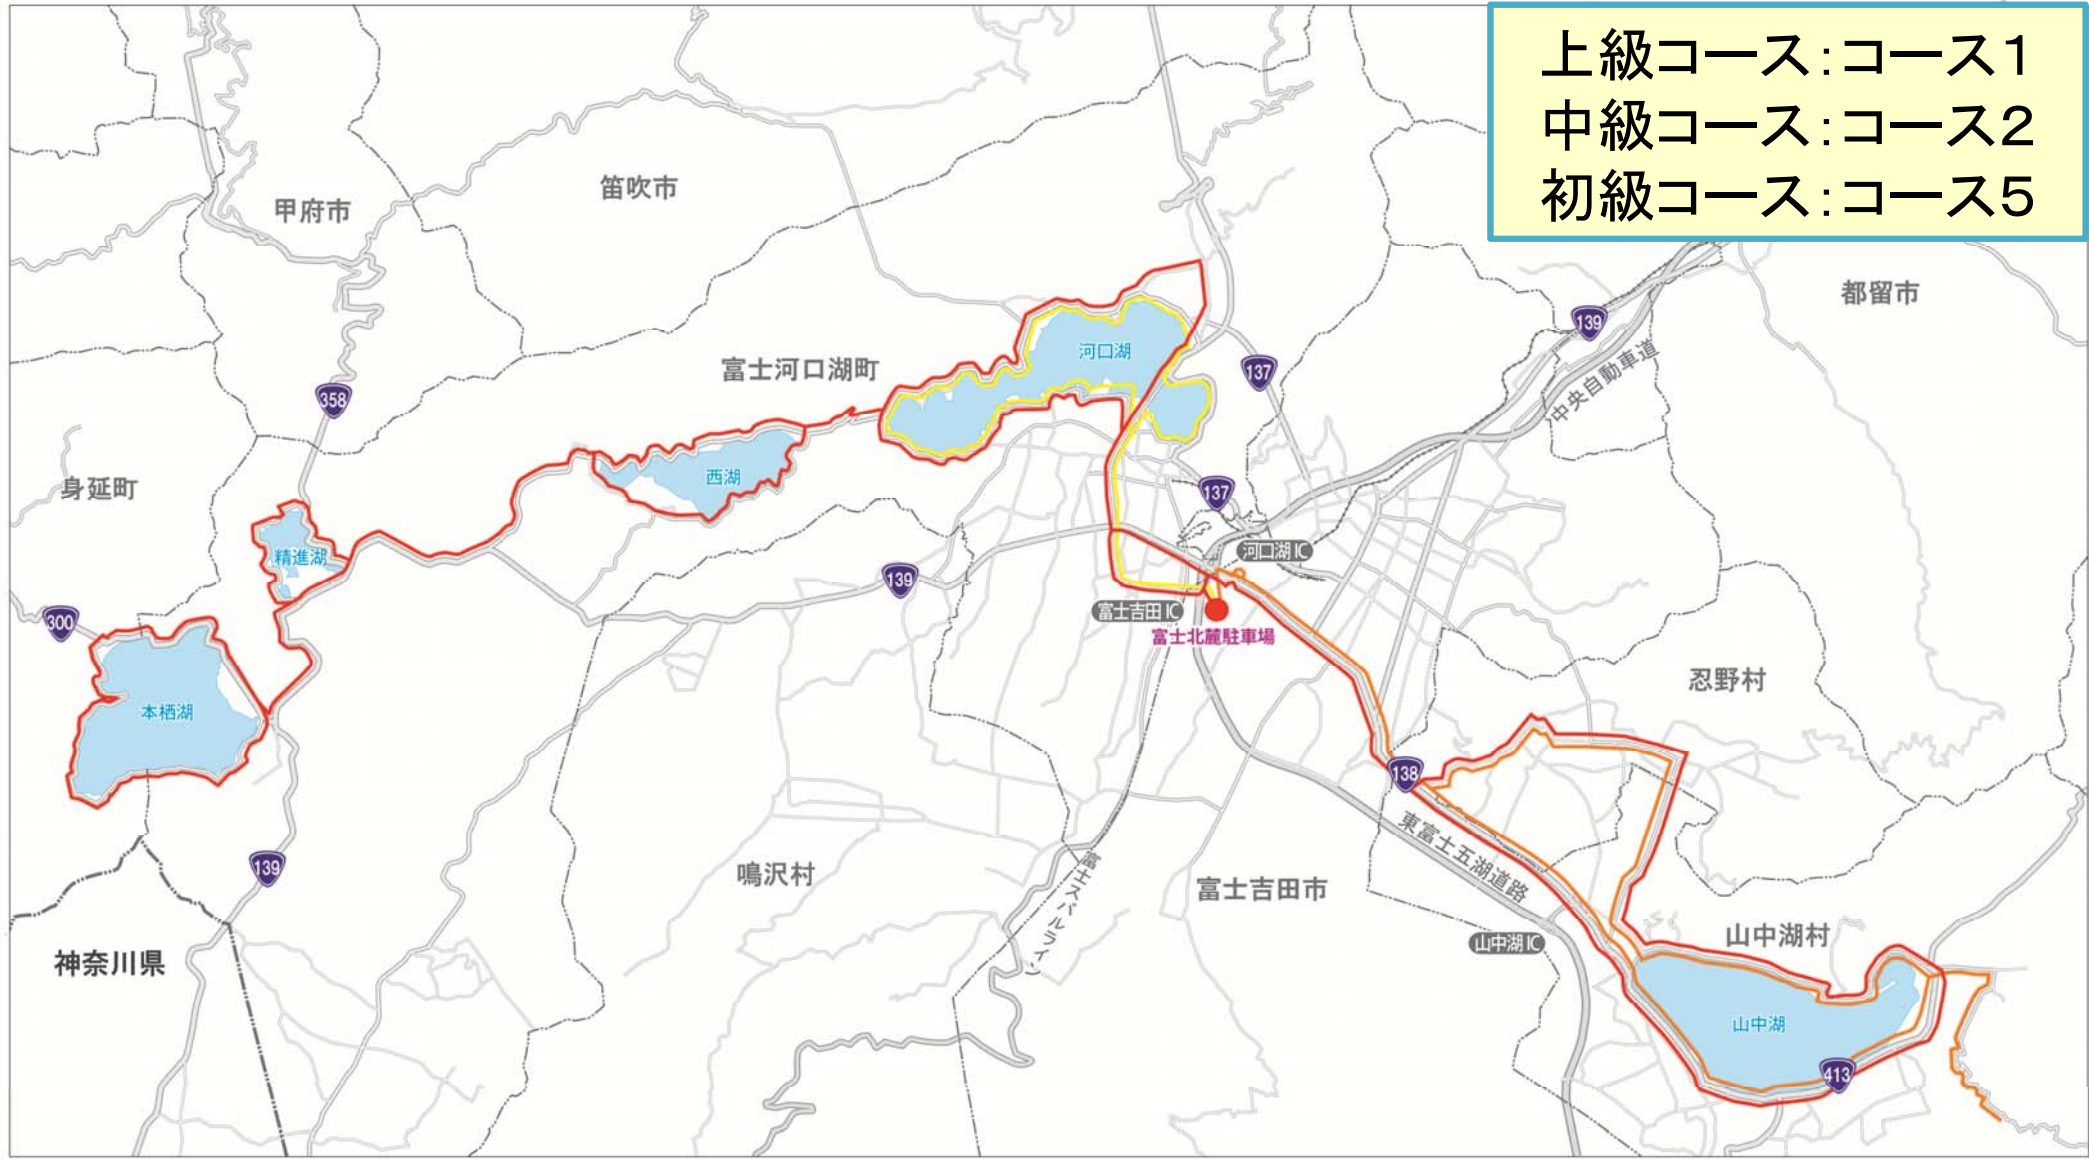 上級コース：コース１
中級コース：コース２
初級コース：コース５
笛吹市
甲府市
都留市
139
河口湖
富士河口湖町
137
中央自動車道
358
西湖
身延町
137
河口湖IC
精進湖
139
富士吉田IC
300
富士北麓駐車場
忍野村
本栖湖
138
東富士五湖道路
139
鳴沢村
富士スバルライン
富士吉田市
山中湖村
山中湖IC
神奈川県
山中湖
413